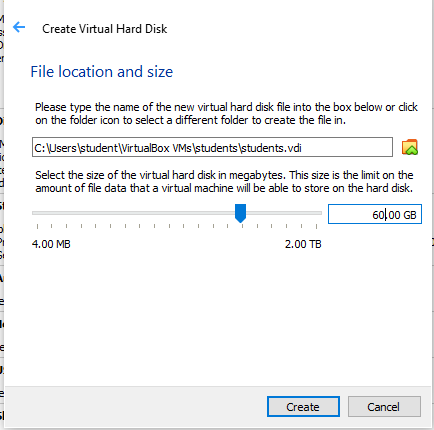 Create Virtual Hard Disk
File location and size
Please type the name of the new virtual hard disk file into the box below or click
on the folder icon to select a different folder to create the file in.
C:\Users\student\VirtualBox VMs\students\students.vdi
Select the size of the virtual hard disk in megabytes. This size is the limit on the
amount of file data that a virtual machine will be able to store on the hard disk.
60.00 GB
4.00 MB 2.00 TB
Create Cancel